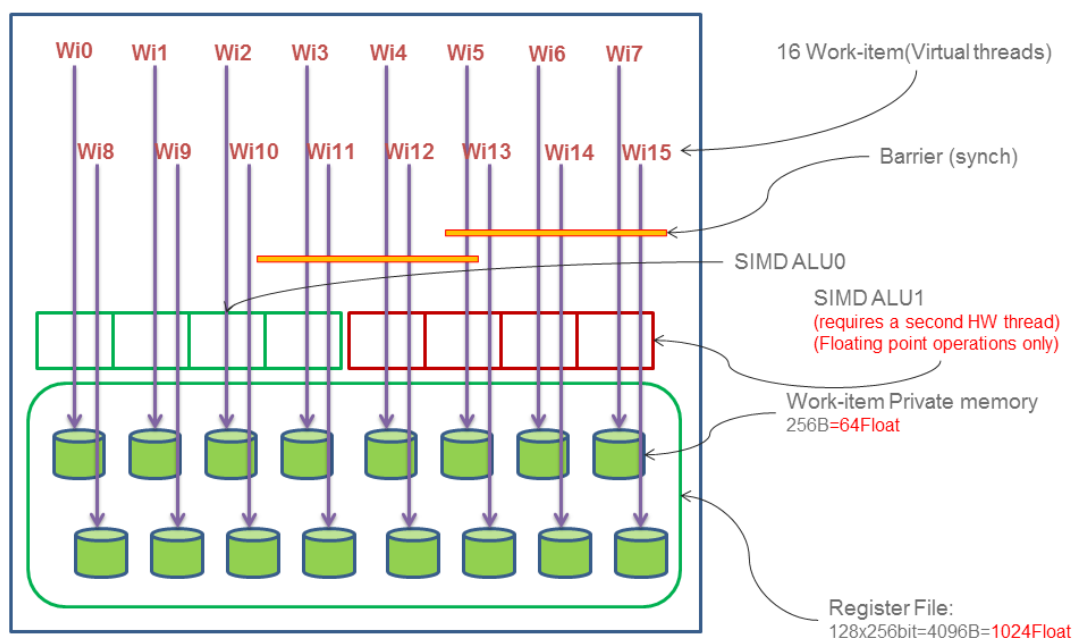 Wi0 Wi1 Wi2 Wi3 Wi4 Wi5 Wi6 Wi7
16 Work-item(Virtual threads)
Wi8 Wi9 Wi10 Wi11 Wi12 Wi13 Wi14 Wi15
Barrier (synch)
SIMD ALU0
SIMD ALU1
(requires a second HW thread)
(Floating point operations only)
Work-item Private memory
256B=64Float
Register File:
128x256bit=4096B=1024Float